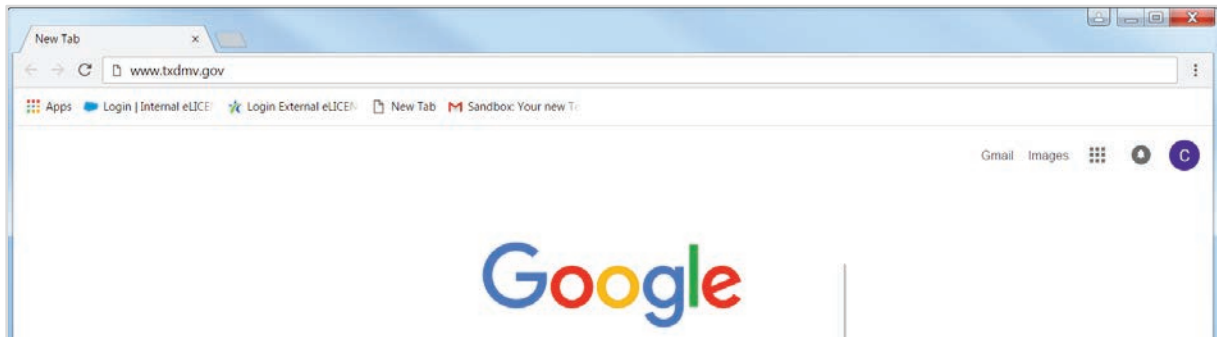 New Tab ×
www.txdmv.gov
Apps Login | Internal eLICE Login External eLICEN New Tab Sandbox: Your new T
Gmail Images C
Google